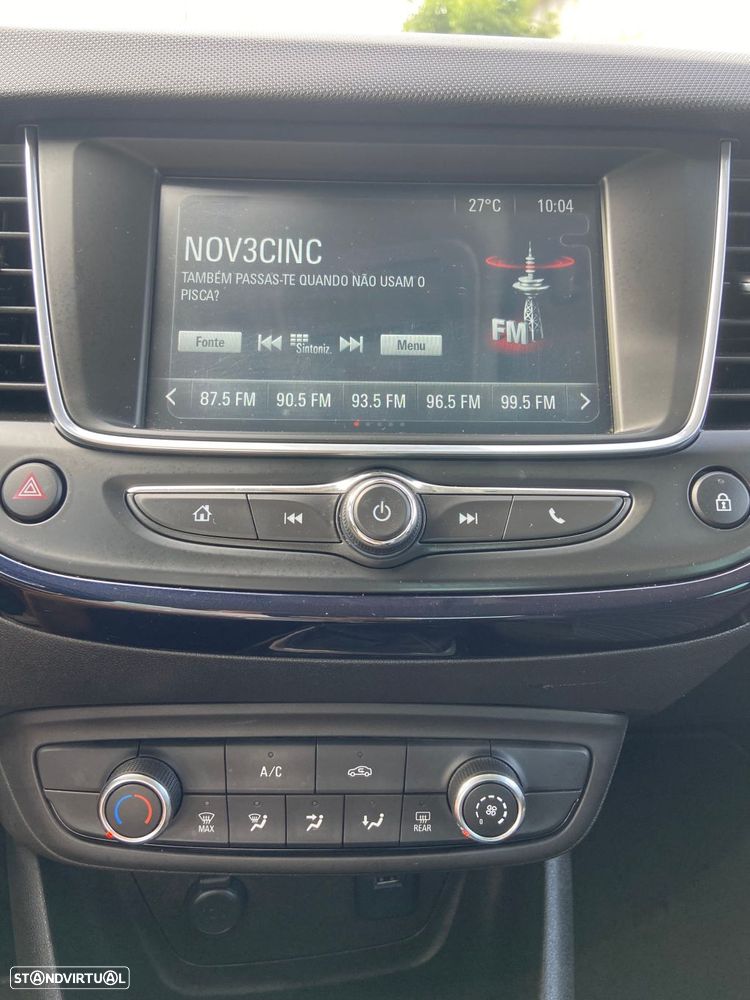 27°C 10:04
NOV3CINC
TAMBÉM PASSAS-TE QUANDO NÃO USAM O
PISCA?
FM
Fonte Sintoniz. Menu
87.5 FM 90.5 FM 93.5 FM 96.5 FM 99.5 FM
A/C
MAX REAR
0
STANDVIRTUAL